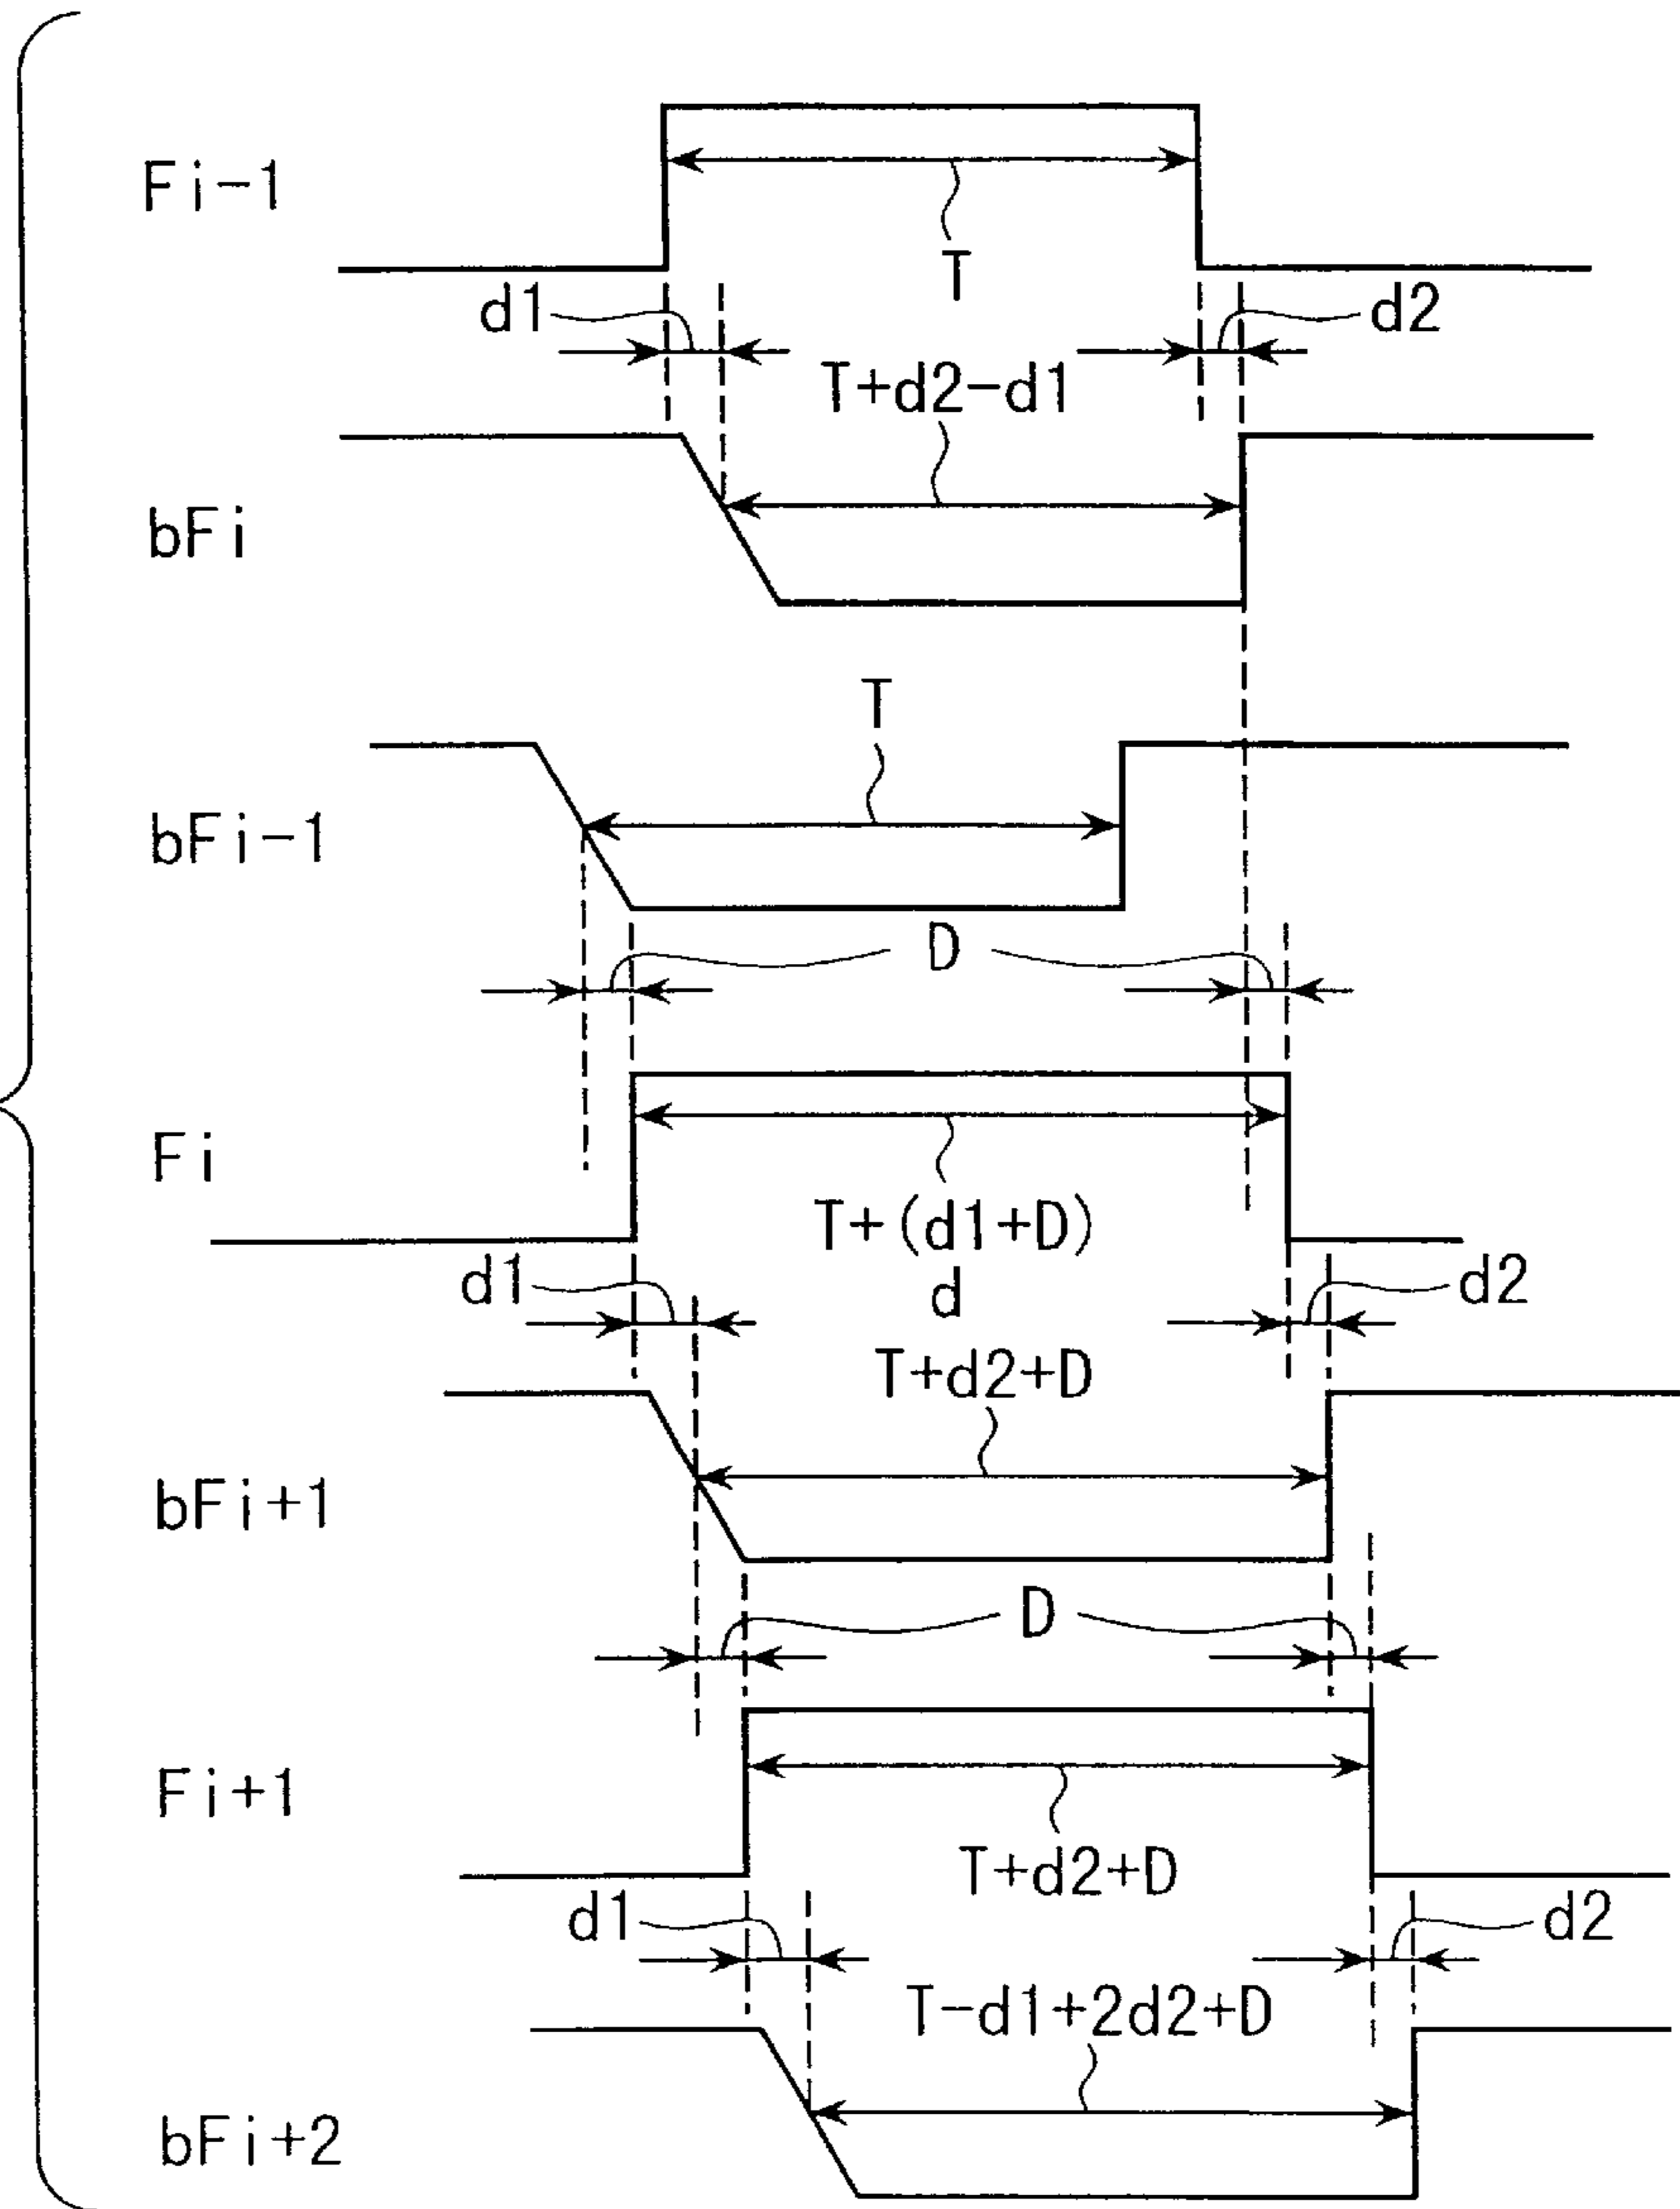 Fi-1
T
d1
d2
T+d2-d1
bFi
T
bFi-1
D
Fi
T+(d1+D)
d
d1
d2
T+d2+D
bFi+1
D
Fi+1
T+d2+D
d1
d2
T-d1+2d2+D
bFi+2